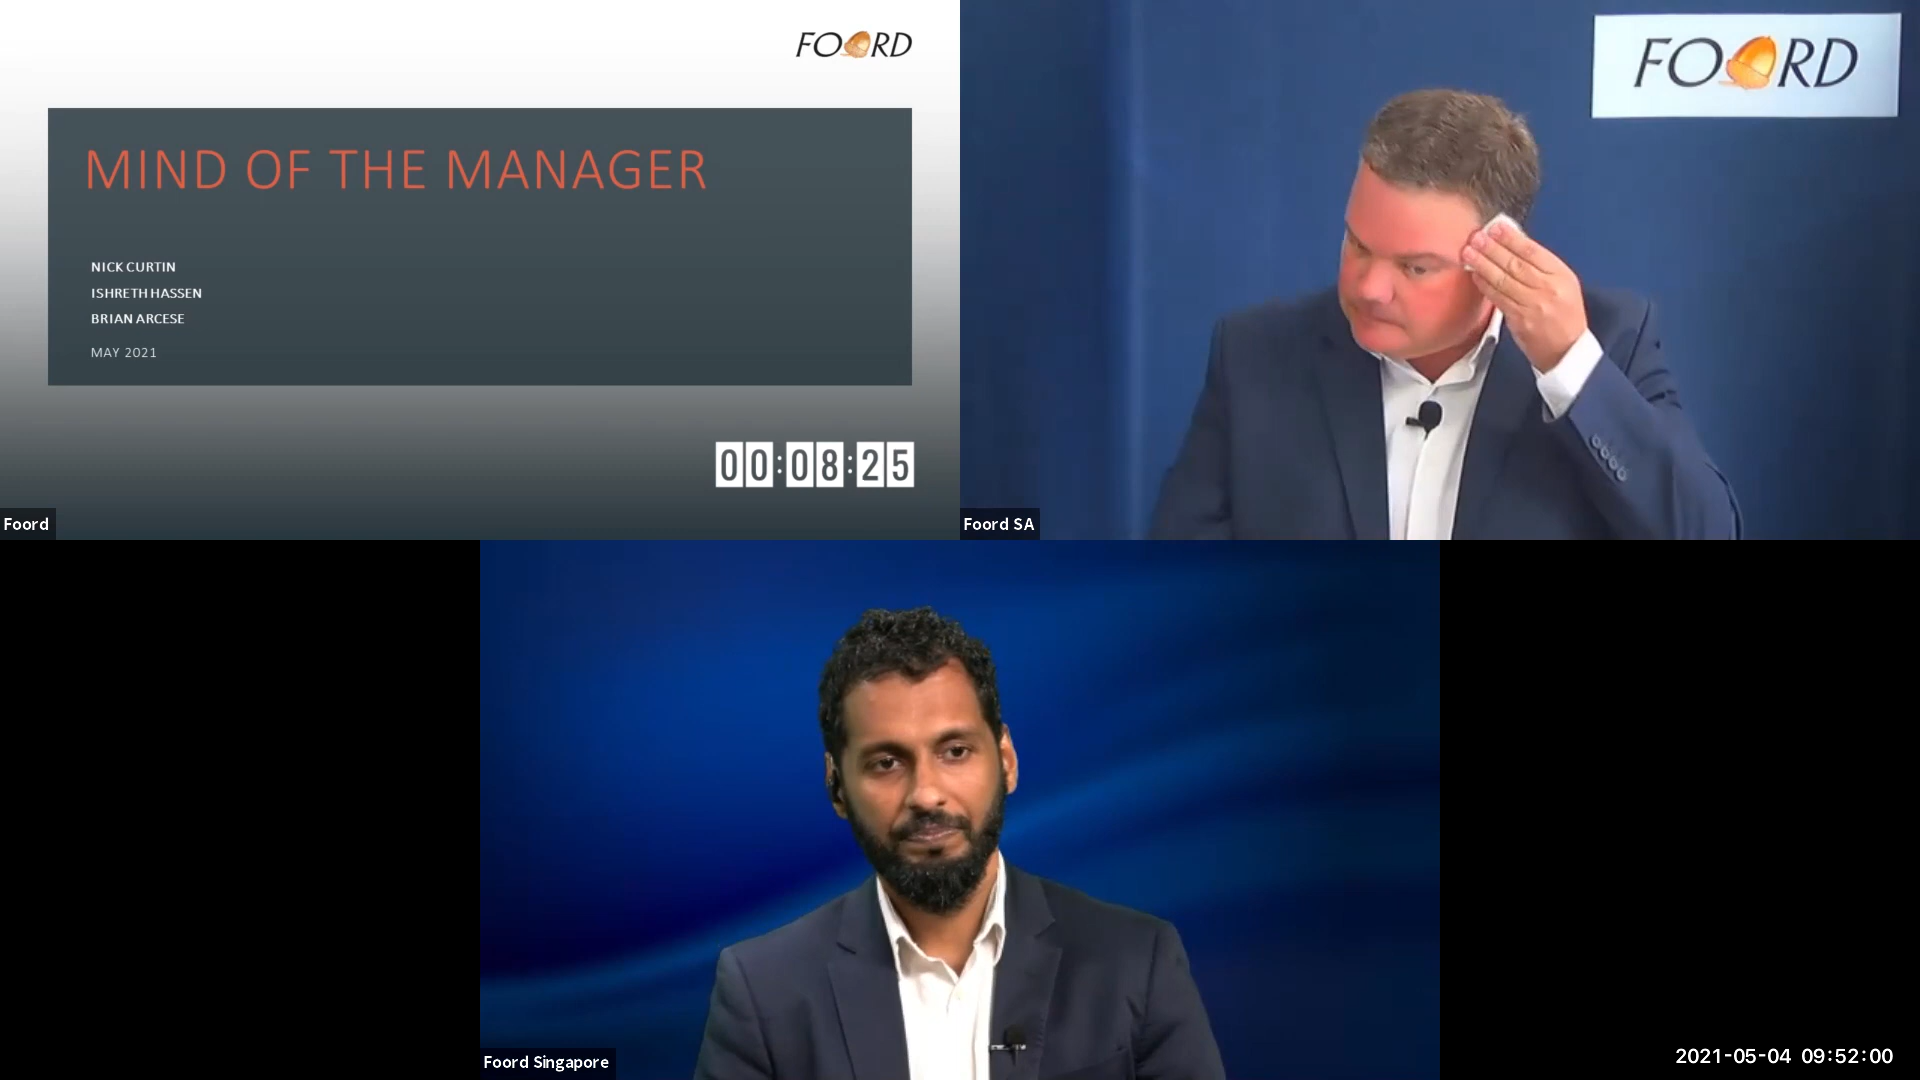 FOORD
MIND OF THE MANAGER
NICK CURTIN
ISHRETH HASSEN
BRIAN ARCESE
MAY 2021
00:08:25
Foord
FOORD
Foord SA
Foord Singapore
2021-05-04 09:52:00